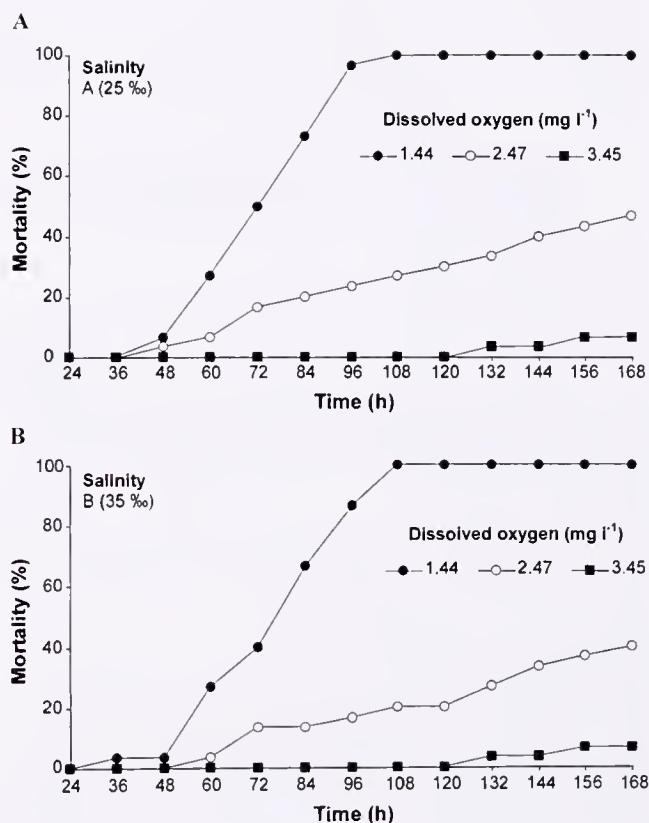 A
Salinity
A (25 ‰)
Dissolved oxygen (mg l⁻¹)
1.44 2.47 3.45
Mortality (%)
100
80
60
40
20
0
24 36 48 60 72 84 96 108 120 132 144 156 168
Time (h)
B
Salinity
B (35 ‰)
Dissolved oxygen (mg l⁻¹)
1.44 2.47 3.45
Mortality (%)
100
80
60
40
20
0
24 36 48 60 72 84 96 108 120 132 144 156 168
Time (h)